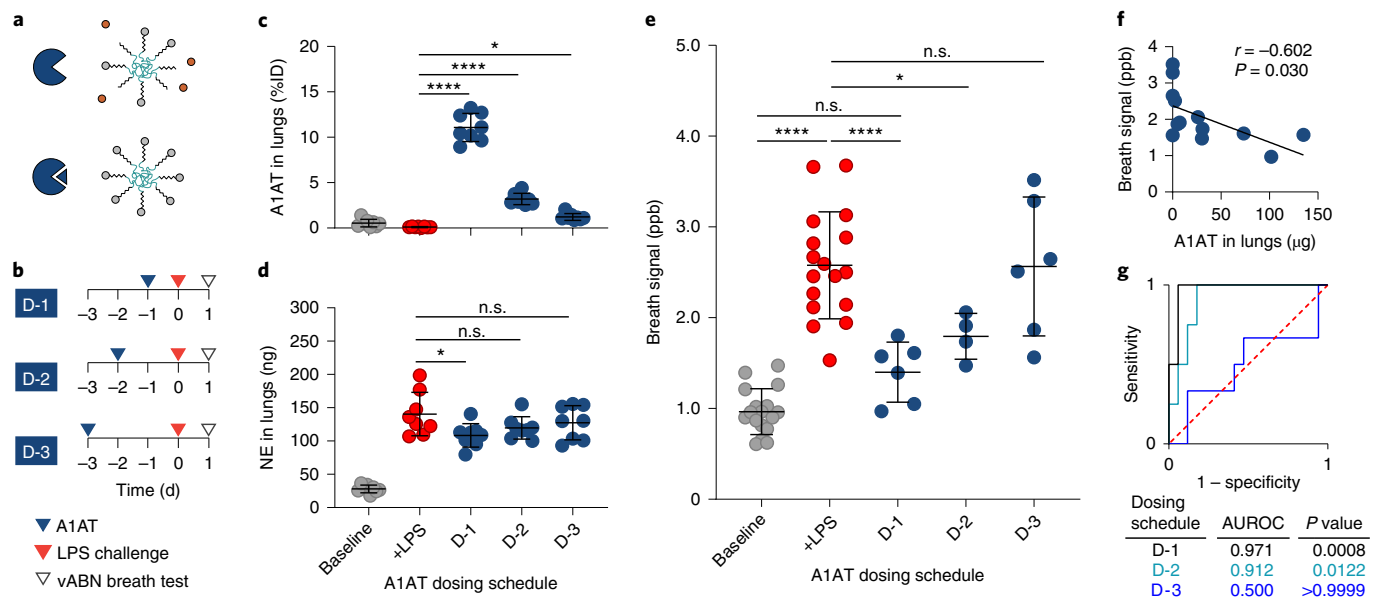 a
b
D-1
−3 −2 −1 0 1
D-2
−3 −2 −1 0 1
D-3
−3 −2 −1 0 1
Time (d)
A1AT
LPS challenge
vABN breath test
c
A1AT in lungs (%ID)
20
15
10
5
0
*
****
****
d
NE in lungs (ng)
300
250
200
150
100
50
0
n.s.
n.s.
*
Baseline
+LPS
D-1
D-2
D-3
A1AT dosing schedule
e
Breath signal (ppb)
5.0
4.0
3.0
2.0
1.0
0
n.s.
*
n.s.
**** ****
Baseline
+LPS
D-1
D-2
D-3
A1AT dosing schedule
f
Breath signal (ppb)
4
3
2
1
0
r = −0.602
P = 0.030
0 50 100 150
A1AT in lungs (μg)
g
Sensitivity
1
0
0 1
1 − specificity
Dosing
schedule AUROC P value
D-1 0.971 0.0008
D-2 0.912 0.0122
D-3 0.500 >0.9999